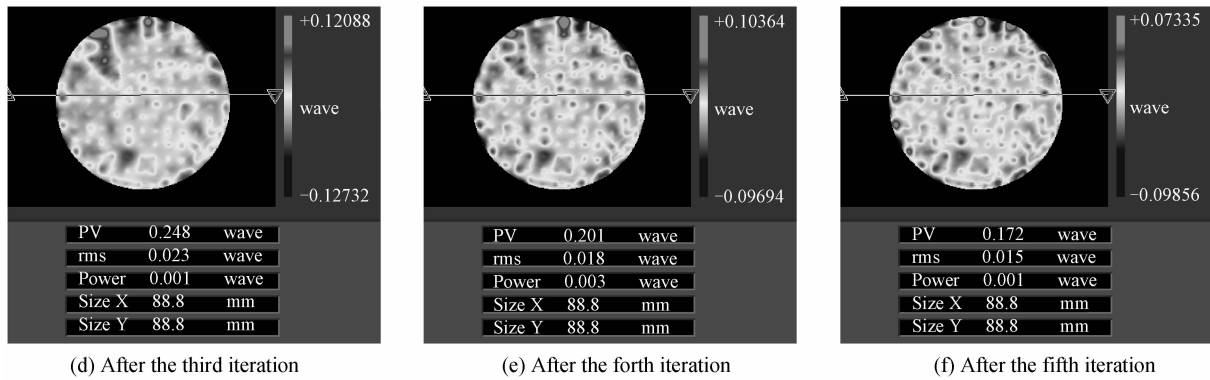 +0.12088
wave
−0.12732
PV 0.248 wave
rms 0.023 wave
Power 0.001 wave
Size X 88.8 mm
Size Y 88.8 mm
(d) After the third iteration
+0.10364
wave
−0.09694
PV 0.201 wave
rms 0.018 wave
Power 0.003 wave
Size X 88.8 mm
Size Y 88.8 mm
(e) After the forth iteration
+0.07335
wave
−0.09856
PV 0.172 wave
rms 0.015 wave
Power 0.001 wave
Size X 88.8 mm
Size Y 88.8 mm
(f) After the fifth iteration